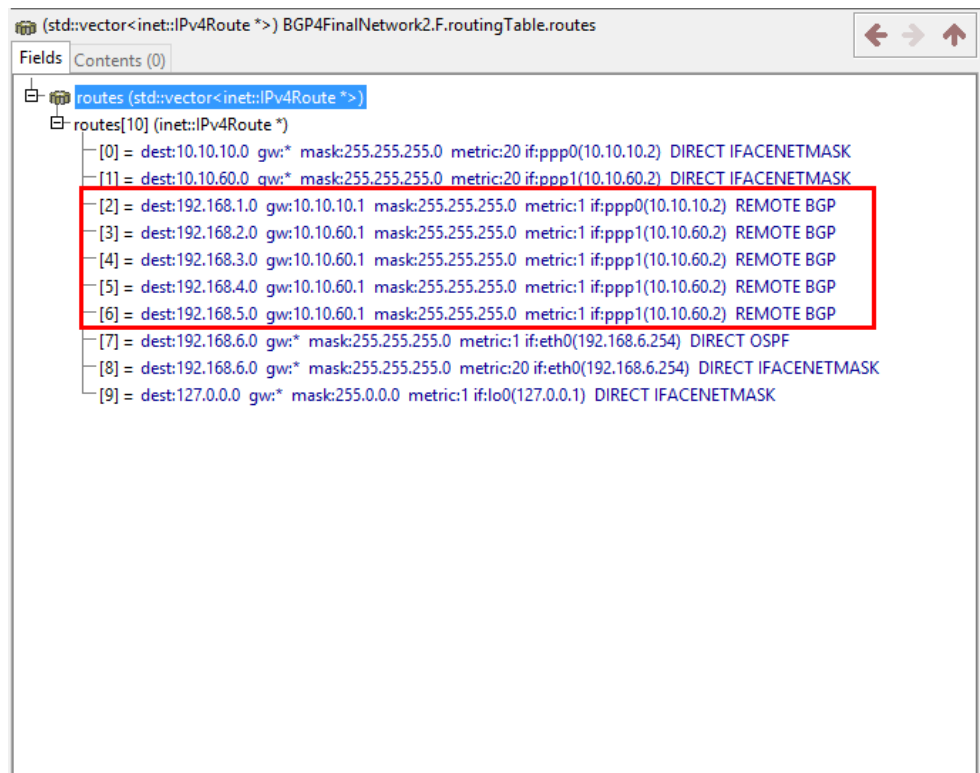 (std::vector<inet::IPv4Route *>) BGP4FinalNetwork2.F.routingTable.routes
Fields Contents (0)
routes (std::vector<inet::IPv4Route *>)
routes[10] (inet::IPv4Route *)
[0] = dest:10.10.10.0 gw:* mask:255.255.255.0 metric:20 if:ppp0(10.10.10.2) DIRECT IFACENETMASK
[1] = dest:10.10.60.0 gw:* mask:255.255.255.0 metric:20 if:ppp1(10.10.60.2) DIRECT IFACENETMASK
[2] = dest:192.168.1.0 gw:10.10.10.1 mask:255.255.255.0 metric:1 if:ppp0(10.10.10.2) REMOTE BGP
[3] = dest:192.168.2.0 gw:10.10.60.1 mask:255.255.255.0 metric:1 if:ppp1(10.10.60.2) REMOTE BGP
[4] = dest:192.168.3.0 gw:10.10.60.1 mask:255.255.255.0 metric:1 if:ppp1(10.10.60.2) REMOTE BGP
[5] = dest:192.168.4.0 gw:10.10.60.1 mask:255.255.255.0 metric:1 if:ppp1(10.10.60.2) REMOTE BGP
[6] = dest:192.168.5.0 gw:10.10.60.1 mask:255.255.255.0 metric:1 if:ppp1(10.10.60.2) REMOTE BGP
[7] = dest:192.168.6.0 gw:* mask:255.255.255.0 metric:1 if:eth0(192.168.6.254) DIRECT OSPF
[8] = dest:192.168.6.0 gw:* mask:255.255.255.0 metric:20 if:eth0(192.168.6.254) DIRECT IFACENETMASK
[9] = dest:127.0.0.0 gw:* mask:255.0.0.0 metric:1 if:lo0(127.0.0.1) DIRECT IFACENETMASK